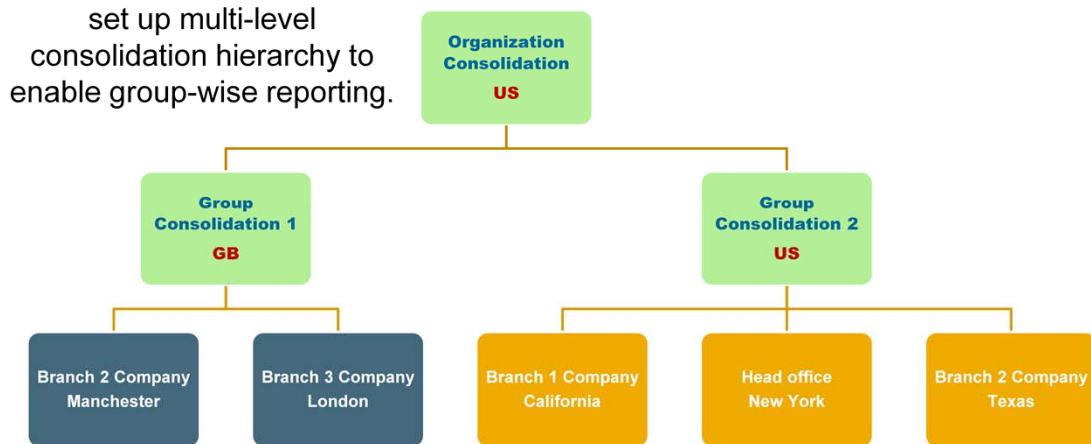 set up multi-level
consolidation hierarchy to
enable group-wise reporting.
Organization
Consolidation
US
Group
Consolidation 1
GB
Group
Consolidation 2
US
Branch 2 Company
Manchester
Branch 3 Company
London
Branch 1 Company
California
Head office
New York
Branch 2 Company
Texas